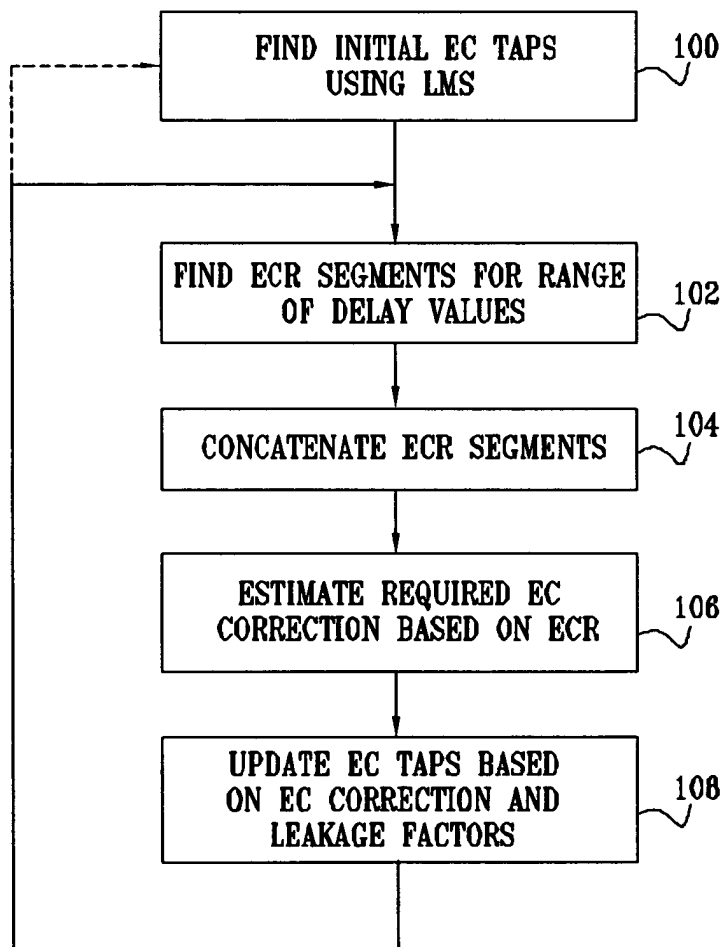 FIND INITIAL EC TAPS
USING LMS
100
FIND ECR SEGMENTS FOR RANGE
OF DELAY VALUES
102
CONCATENATE ECR SEGMENTS
104
ESTIMATE REQUIRED EC
CORRECTION BASED ON ECR
106
UPDATE EC TAPS BASED
ON EC CORRECTION AND
LEAKAGE FACTORS
108